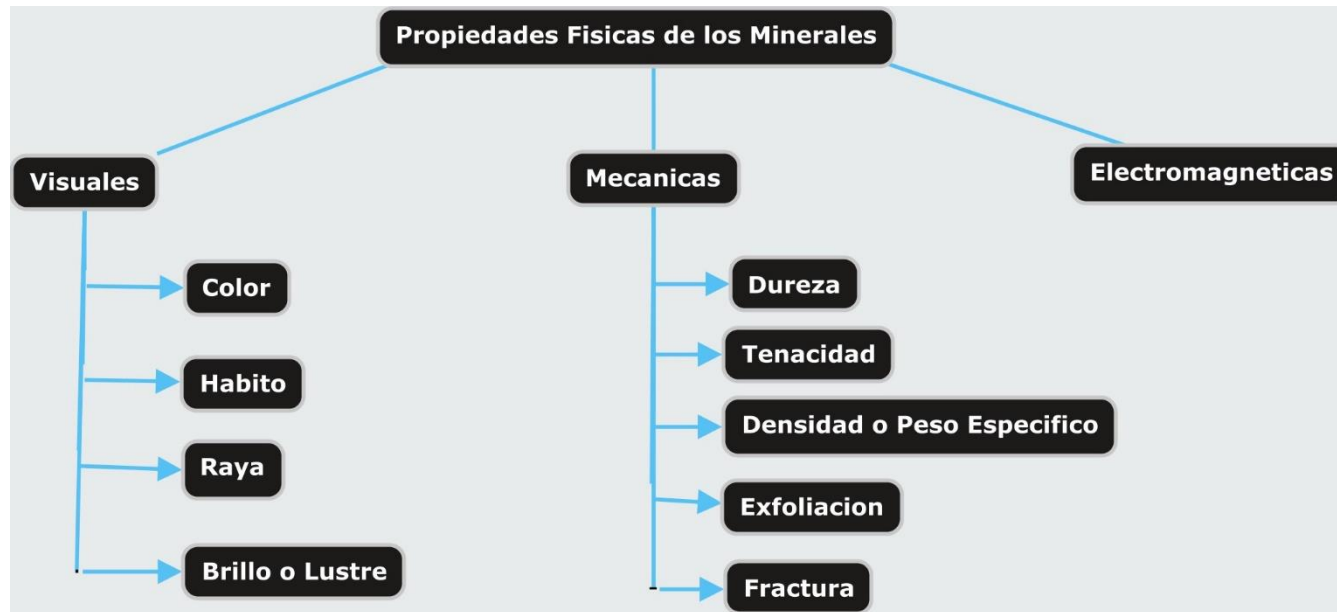 Propiedades Fisicas de los Minerales
Visuales
Mecanicas
Electromagneticas
Color
Habito
Raya
Brillo o Lustre
Dureza
Tenacidad
Densidad o Peso Especifico
Exfoliacion
Fractura